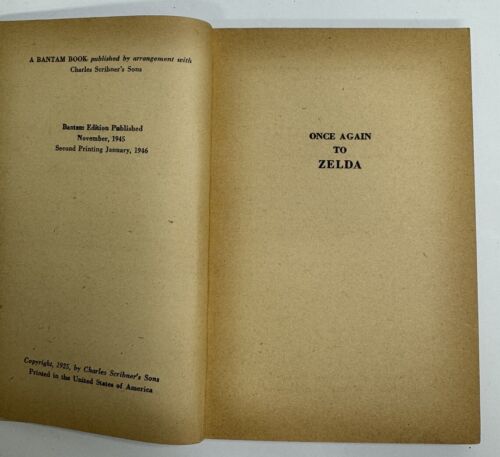 A BANTAM BOOK published by arrangement with
Charles Scribner's Sons
Bantam Edition Published
November, 1945
Second Printing January, 1946
Copyright, 1925, by Charles Scribner's Sons
Printed in the United States of America
ONCE AGAIN
TO
ZELDA